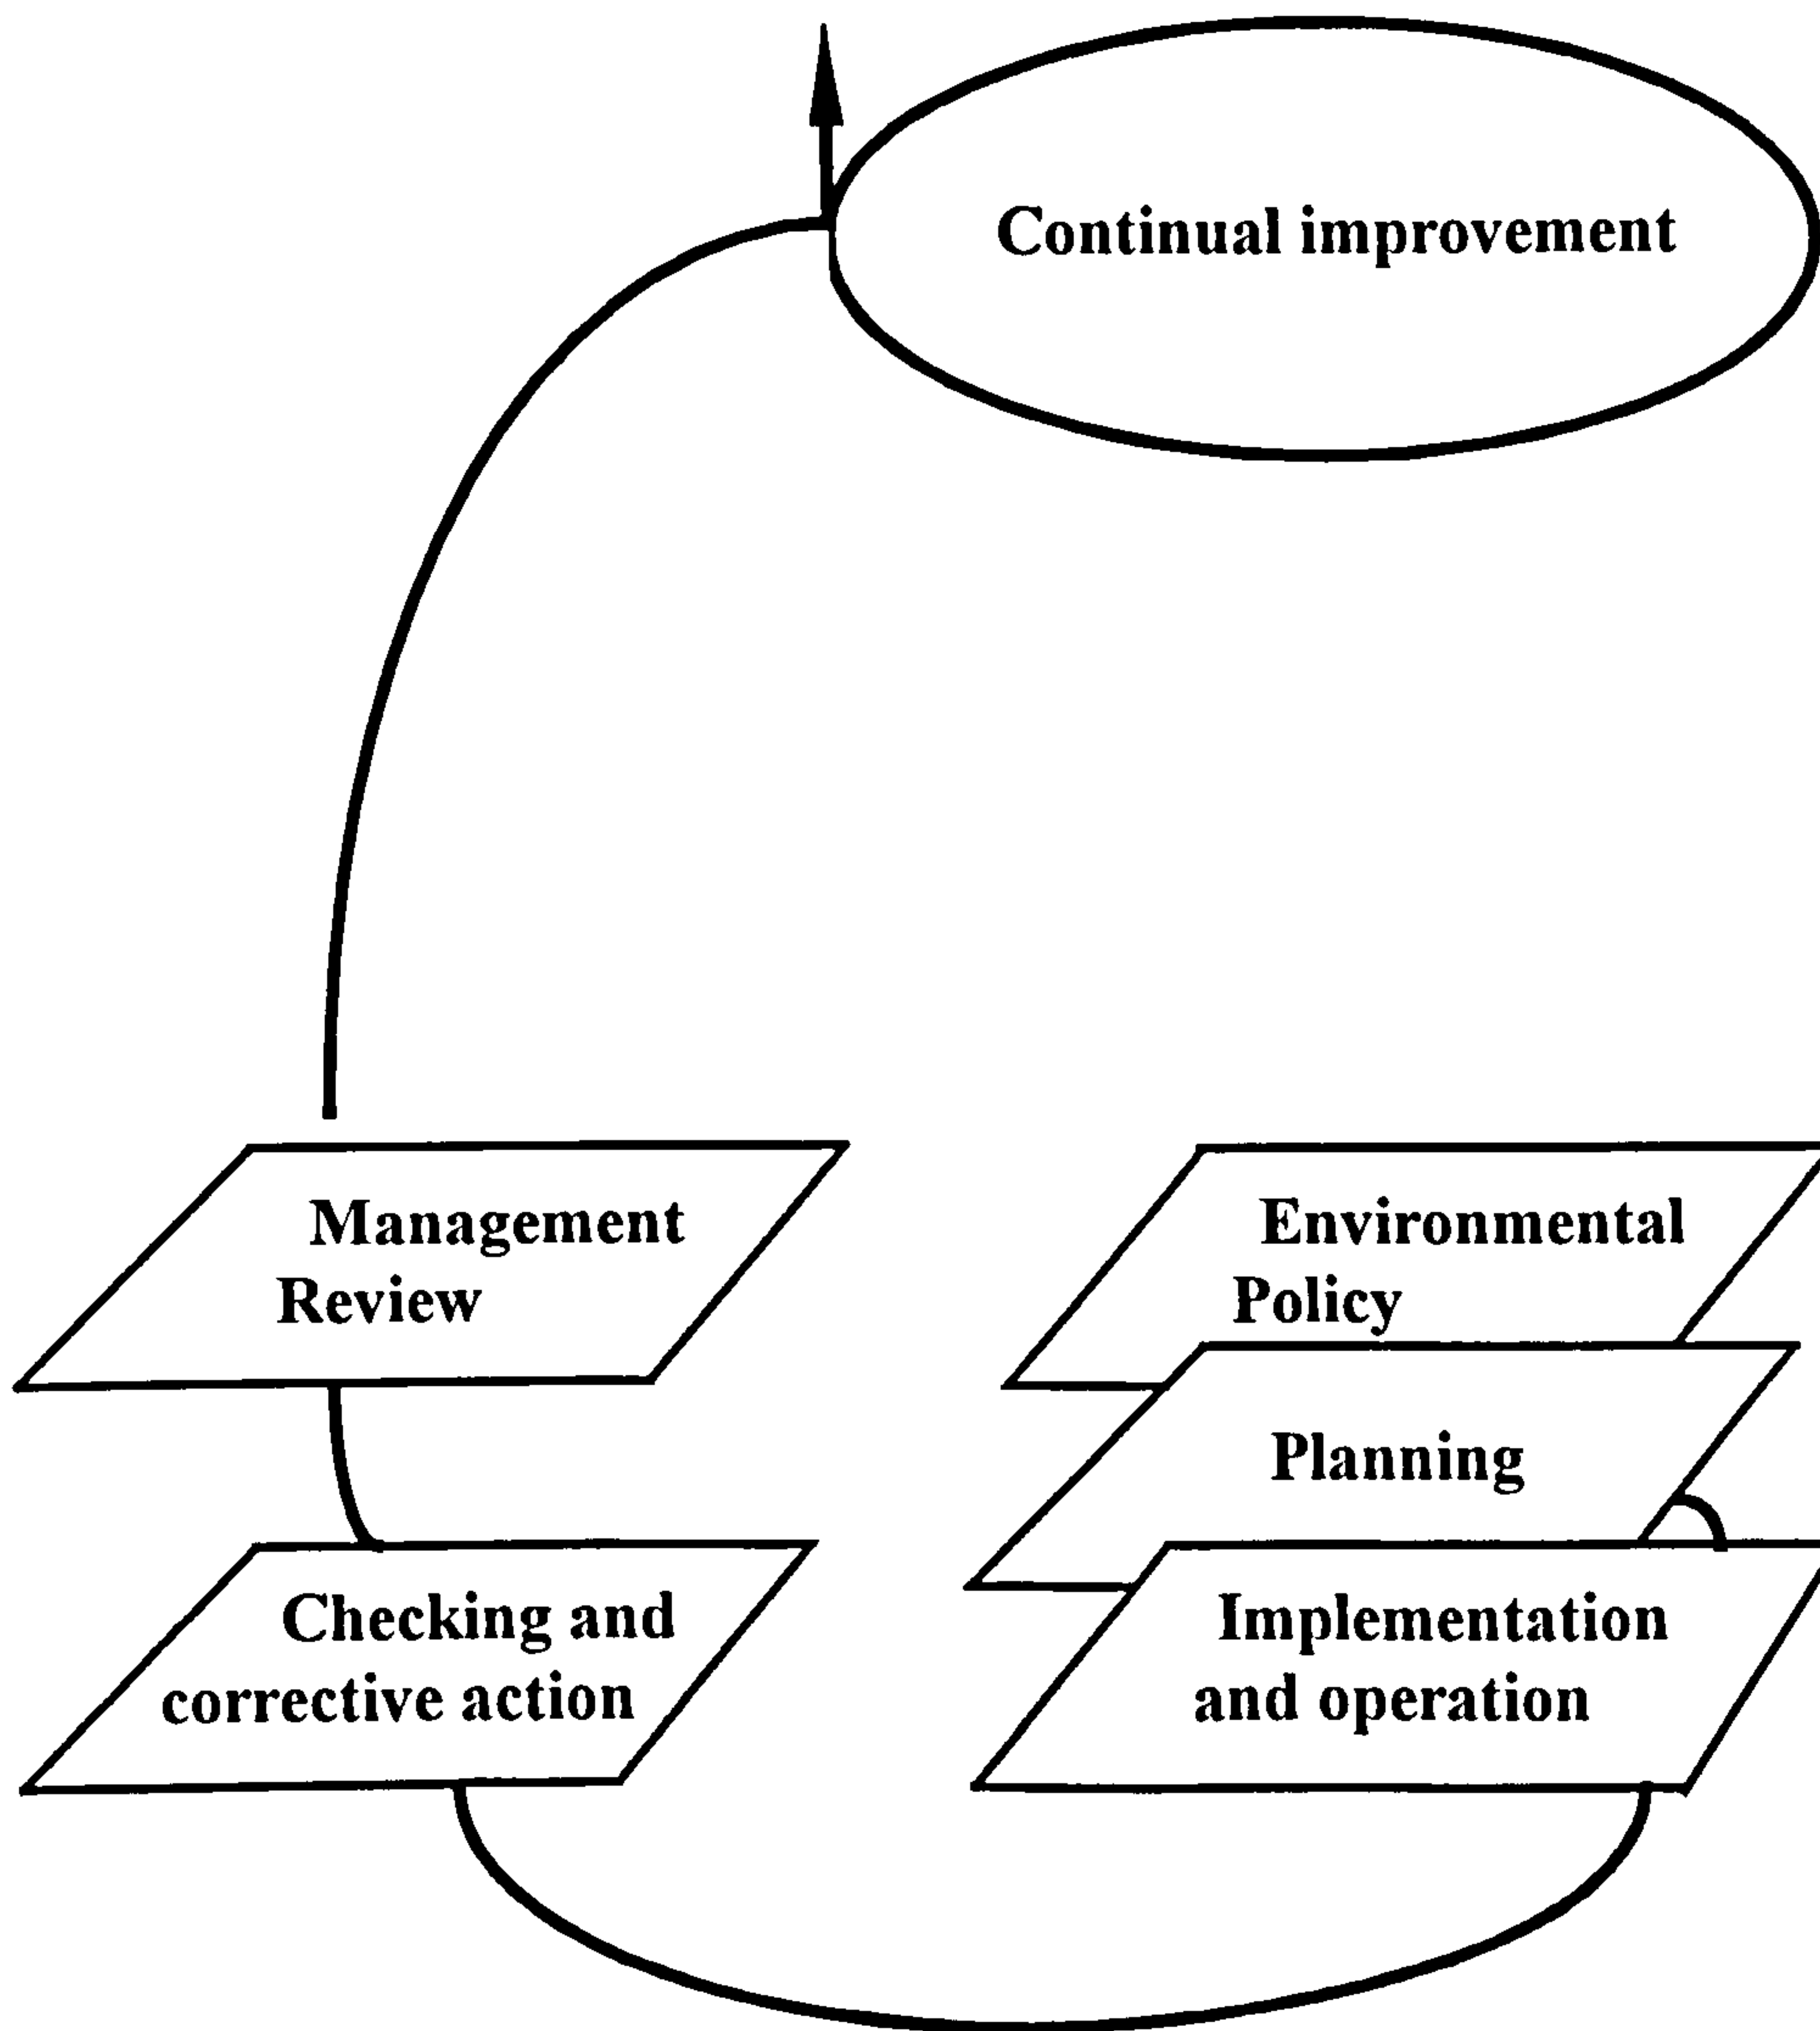 Continual improvement
Management
Review
Environmental
Policy
Planning
Checking and
corrective action
Implementation
and operation